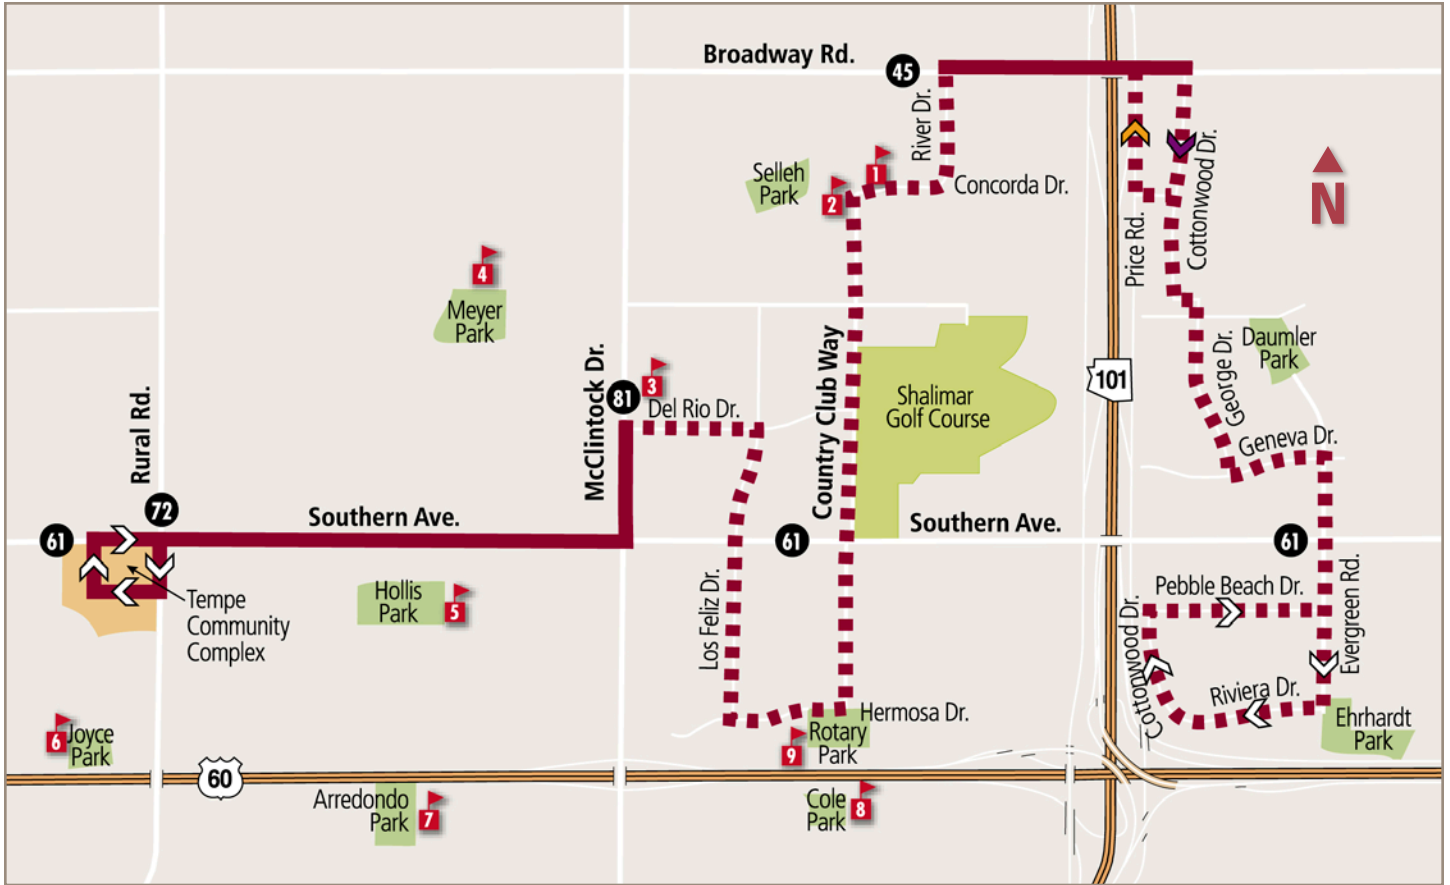 Broadway Rd.
45
River Dr.
Selleh
Park
1
2
Concorda Dr.
Cottonwood Dr.
Price Rd.
N
4
Meyer
Park
Country Club Way
Shalimar
Golf Course
101
George Dr.
Daumler
Park
Geneva Dr.
McClintock Dr.
81
3
Del Rio Dr.
Rural Rd.
72
61
Southern Ave.
61
Southern Ave.
61
Tempe
Community
Complex
Hollis
Park
5
Los Feliz Dr.
Pebble Beach Dr.
Cottonwood Dr.
Evergreen Rd.
Riviera Dr.
Ehrhardt
Park
Hermosa Dr.
Rotary
Park
9
6
Joyce
Park
60
Arredondo
Park
7
Cole
Park
8